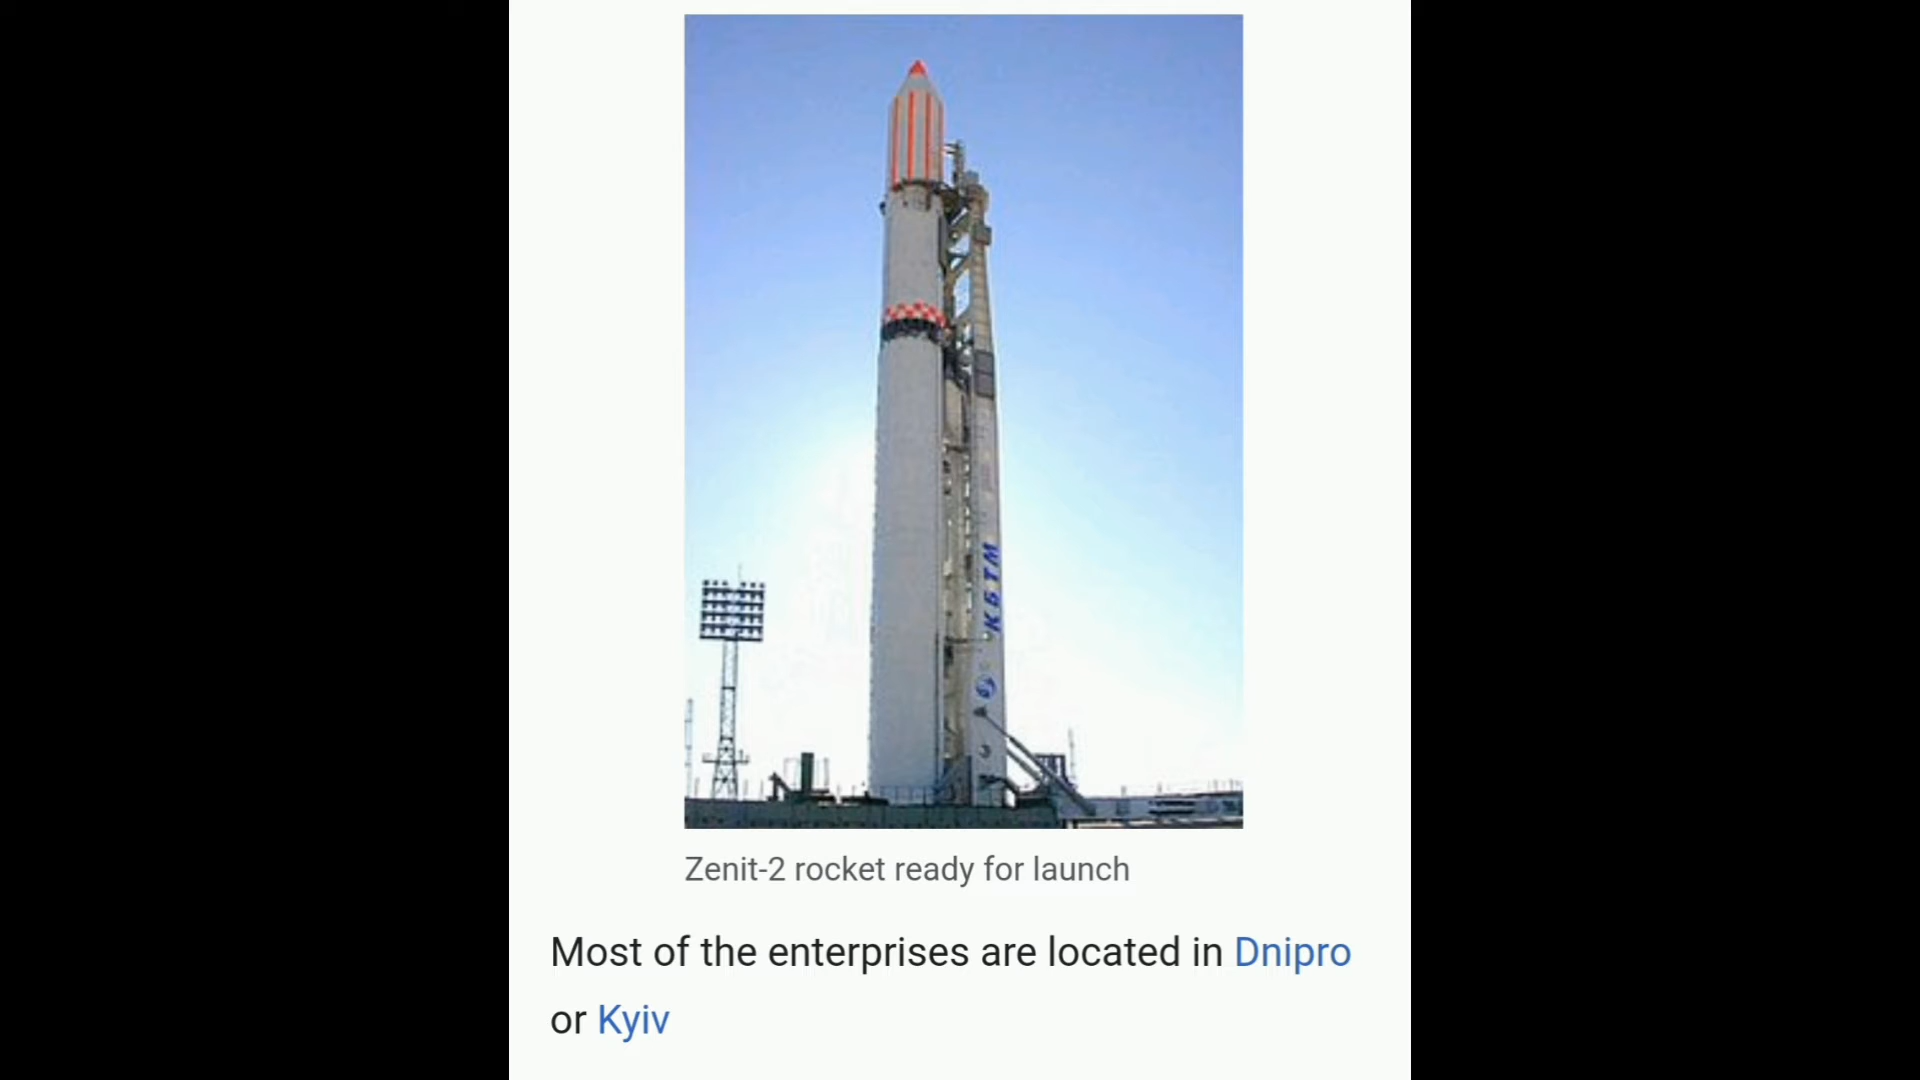 КБТМ
Zenit-2 rocket ready for launch
Most of the enterprises are located in Dnipro
or Kyiv